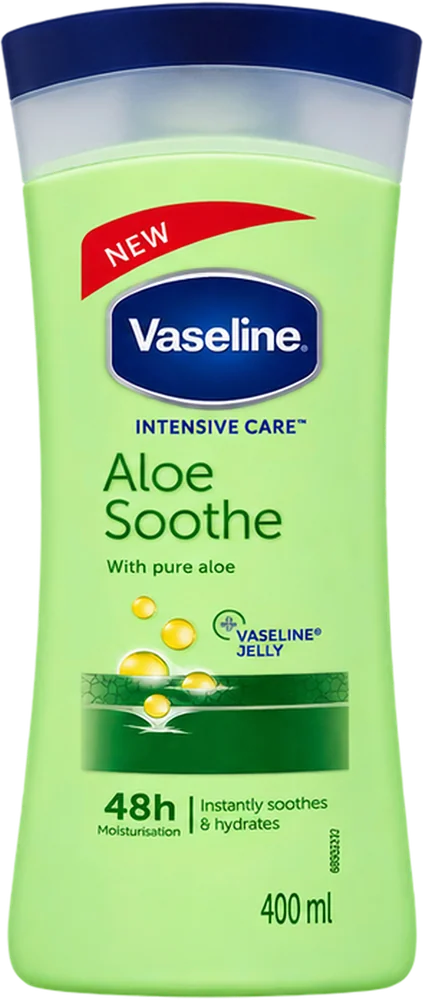 NEW
Vaseline®
INTENSIVE CARE™
Aloe
Soothe
With pure aloe
VASELINE®
JELLY
48h
Moisturisation
Instantly soothes
& hydrates
400 ml